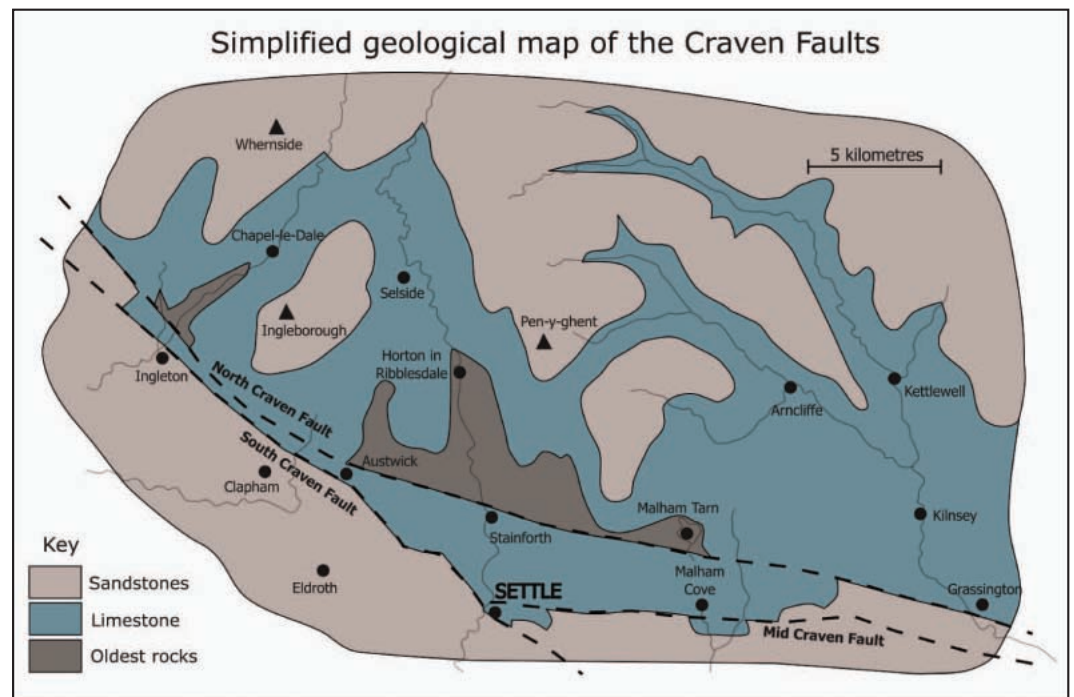 Simplified geological map of the Craven Faults
Whernside
5 kilometres
Chapel-le-Dale
Selside
Ingleborough
Pen-y-ghent
Horton in
Ribblesdale
Ingleton
Kettlewell
Arncliffe
North Craven Fault
South Craven Fault
Austwick
Clapham
Malham Tarn
Kilnsey
Stainforth
Key
Sandstones
Limestone
Oldest rocks
Eldroth
SETTLE
Malham
Cove
Grassington
Mid Craven Fault